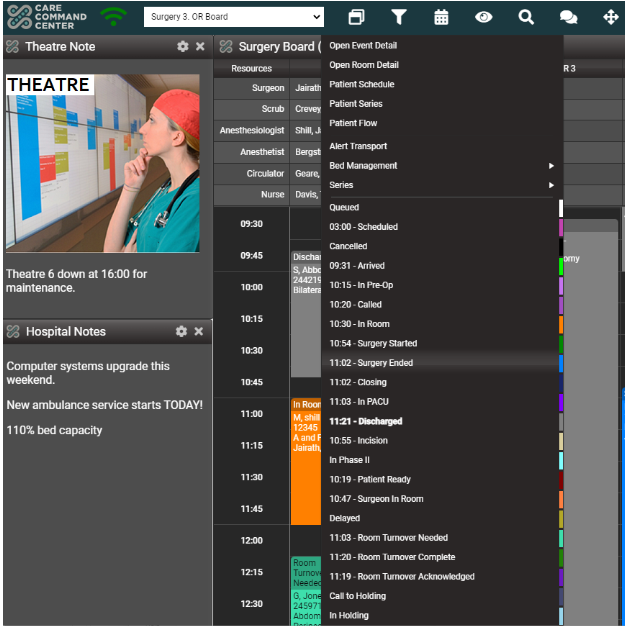 CARE
COMMAND
CENTER
Surgery 3. OR Board
Theatre Note
THEATRE
Theatre 6 down at 16:00 for
maintenance.
Hospital Notes
Computer systems upgrade this
weekend.
New ambulance service starts TODAY!
110% bed capacity
Surgery Board (
Resources
R 3
Surgeon
Jairath
Scrub
Crevey
Anesthesiologist
Shill, J
Anesthetist
Bergst
Circulator
Geare,
Nurse
Davis,
09:30
09:45
10:00
10:15
10:30
10:45
11:00
11:15
11:30
11:45
12:00
12:15
12:30
Dischar
S, Abbo
244219
Bilatera
In Room
M, shill
12345
A and P
Jairath,
Room
Turnov
Needed
G, Jone
245971
Abdom
omy
Open Event Detail
Open Room Detail
Patient Schedule
Patient Series
Patient Flow
Alert Transport
Bed Management
Series
Queued
03:00 - Scheduled
Cancelled
09:31 - Arrived
10:15 - In Pre-Op
10:20 - Called
10:30 - In Room
10:54 - Surgery Started
11:02 - Surgery Ended
11:02 - Closing
11:03 - In PACU
11:21 - Discharged
10:55 - Incision
In Phase II
10:19 - Patient Ready
10:47 - Surgeon In Room
Delayed
11:03 - Room Turnover Needed
11:20 - Room Turnover Complete
11:19 - Room Turnover Acknowledged
Call to Holding
In Holding